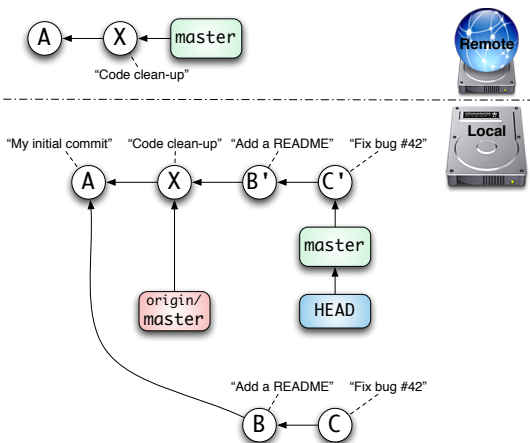 A
X
master
Remote
“Code clean-up”
Local
“My initial commit”
“Code clean-up”
“Add a README”
“Fix bug #42”
A
X
B'
C'
master
origin/
master
HEAD
“Add a README”
“Fix bug #42”
B
C